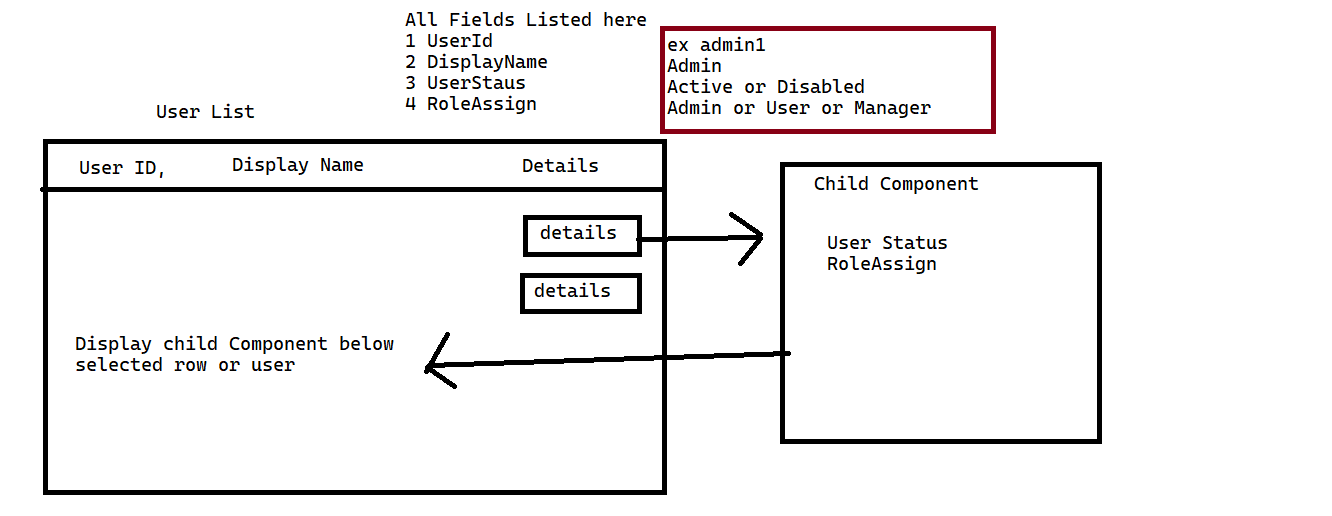 All Fields Listed here
1 UserId
2 DisplayName
3 UserStaus
4 RoleAssign
ex admin1
Admin
Active or Disabled
Admin or User or Manager
User List
User ID,
Display Name
Details
details
details
Display child Component below
selected row or user
Child Component
User Status
RoleAssign